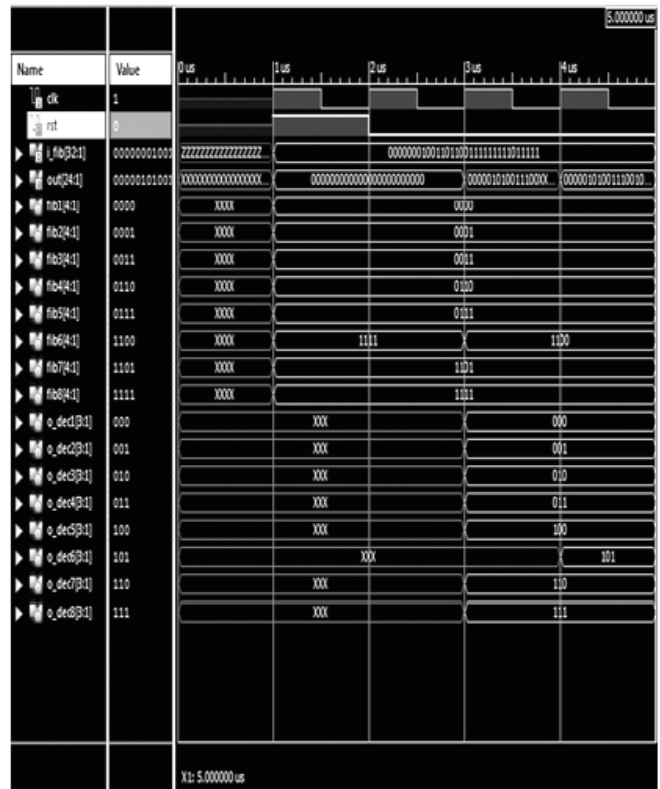 5.000000 us
Name Value 0 us 1 us 2 us 3 us 4 us
clk 1
rst 0
i_fib[32:1] 00000001001 ZZZZZZZZZZZZZZZZZ... 00000001001101100111111111011111
out[24:1] 00000101001 XXXXXXXXXXXXXXXXX... 000000000000000000000000 000001010011100XX... 00000101001110010...
fib1[4:1] 0000 XXXX 0000
fib2[4:1] 0001 XXXX 0001
fib3[4:1] 0011 XXXX 0011
fib4[4:1] 0110 XXXX 0110
fib5[4:1] 0111 XXXX 0111
fib6[4:1] 1100 XXXX 1111 1100
fib7[4:1] 1101 XXXX 1101
fib8[4:1] 1111 XXXX 1111
o_dec1[3:1] 000 XXX 000
o_dec2[3:1] 001 XXX 001
o_dec3[3:1] 010 XXX 010
o_dec4[3:1] 011 XXX 011
o_dec5[3:1] 100 XXX 100
o_dec6[3:1] 101 XXX 101
o_dec7[3:1] 110 XXX 110
o_dec8[3:1] 111 XXX 111
X1: 5.000000 us